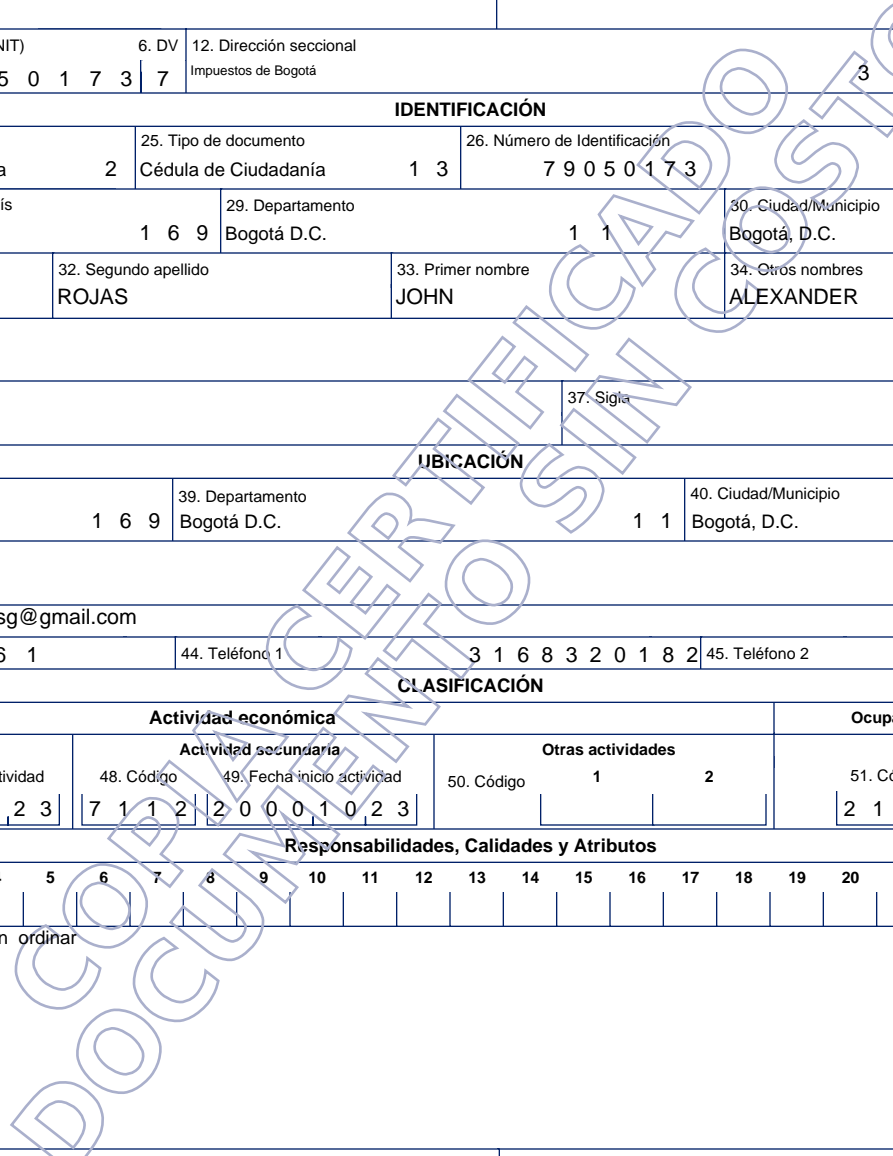 NIT) 6. DV 12. Dirección seccional
5 0 1 7 3 7 Impuestos de Bogotá 3
IDENTIFICACIÓN
25. Tipo de documento 26. Número de Identificación
a 2 Cédula de Ciudadanía 1 3 7 9 0 5 0 1 7 3
ís 29. Departamento 30. Ciudad/Municipio
1 6 9 Bogotá D.C. 1 1 Bogotá, D.C.
32. Segundo apellido 33. Primer nombre 34. Otros nombres
ROJAS JOHN ALEXANDER
37. Sigla
UBICACIÓN
39. Departamento 40. Ciudad/Municipio
1 6 9 Bogotá D.C. 1 1 Bogotá, D.C.
sg@gmail.com
6 1 44. Teléfono 1 3 1 6 8 3 2 0 1 8 2 45. Teléfono 2
CLASIFICACIÓN
Actividad económica Ocupa
Actividad secundaria Otras actividades
tividad 48. Código 49. Fecha inicio actividad 50. Código 1 2 51. Có
2 3 7 1 1 2 2 0 0 0 1 0 2 3 2 1
Responsabilidades, Calidades y Atributos
5 6 7 8 9 10 11 12 13 14 15 16 17 18 19 20
n ordinar
COPIA CERTIFICADO
DOCUMENTO SIN COSTO